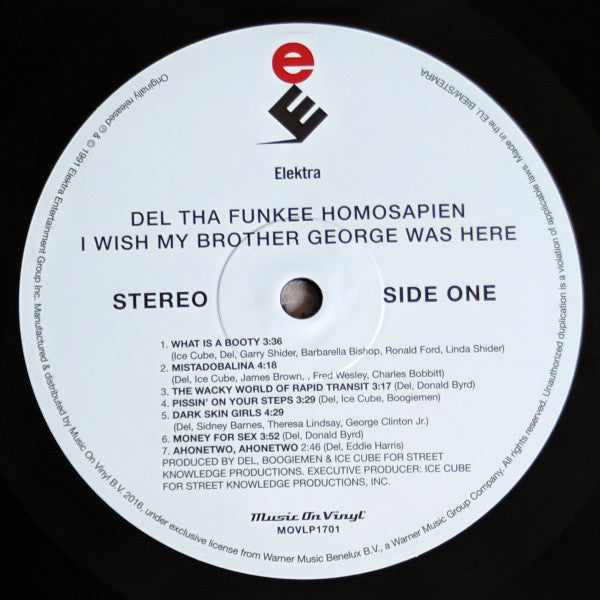 e
E
Elektra
DEL THA FUNKEE HOMOSAPIEN
I WISH MY BROTHER GEORGE WAS HERE
STEREO
SIDE ONE
1. WHAT IS A BOOTY 3:36
(Ice Cube, Del, Garry Shider, Barbarella Bishop, Ronald Ford, Linda Shider)
2. MISTADOBALINA 4:18
(Del, Ice Cube, James Brown, , Fred Wesley, Charles Bobbitt)
3. THE WACKY WORLD OF RAPID TRANSIT 3:17 (Del, Donald Byrd)
4. PISSIN' ON YOUR STEPS 3:29 (Del, Ice Cube, Boogiemen)
5. DARK SKIN GIRLS 4:29
(Del, Sidney Barnes, Theresa Lindsay, George Clinton Jr.)
6. MONEY FOR SEX 3:52 (Del, Donald Byrd)
7. AHONETWO, AHONETWO 2:46 (Del, Eddie Harris)
PRODUCED BY DEL, BOOGIEMEN & ICE CUBE FOR STREET
KNOWLEDGE PRODUCTIONS. EXECUTIVE PRODUCER: ICE CUBE
FOR STREET KNOWLEDGE PRODUCTIONS, INC.
Music On Vinyl
MOVLP1701
Originally released ℗ & © 1991 Elektra Entertainment Group Inc. Manufactured & distributed by Music On Vinyl B.V. 2016, under exclusive license from Warner Music Benelux B.V., a Warner Music Group Company. All rights reserved. Unauthorized duplication is a violation of applicable laws. Made in the EU. BIEM/STEMRA